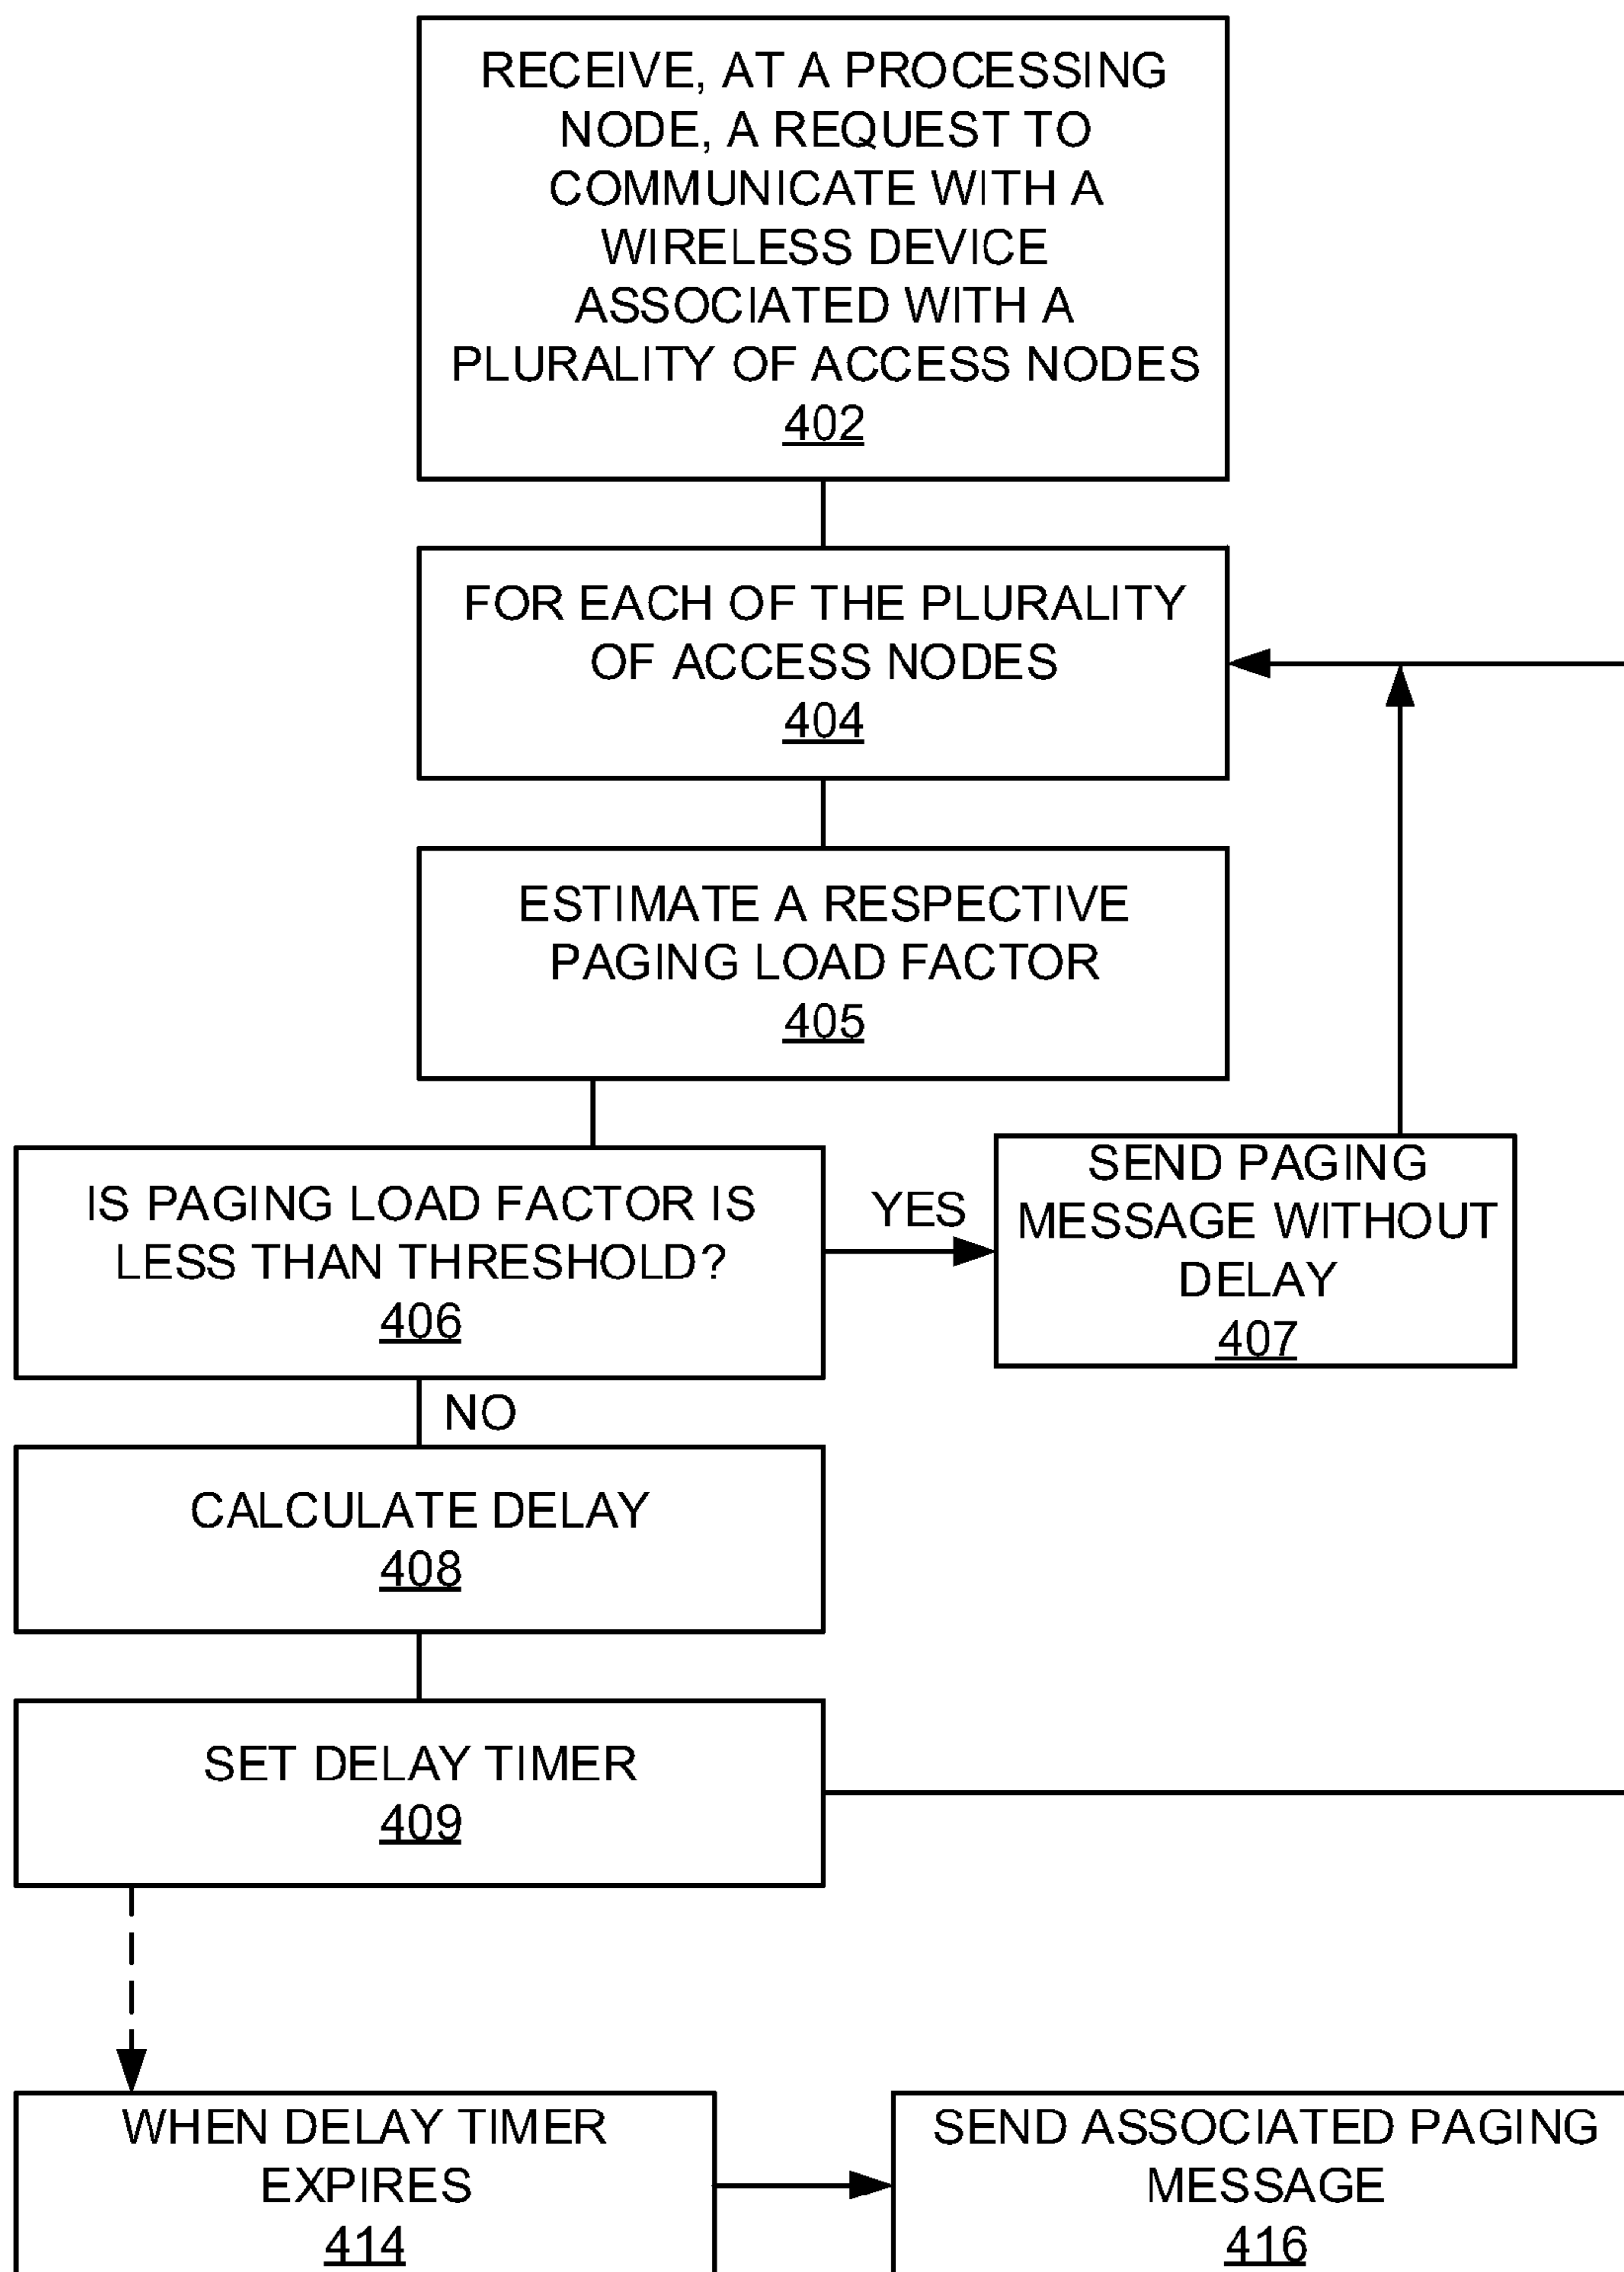 RECEIVE, AT A PROCESSING
NODE, A REQUEST TO
COMMUNICATE WITH A
WIRELESS DEVICE
ASSOCIATED WITH A
PLURALITY OF ACCESS NODES
402
FOR EACH OF THE PLURALITY
OF ACCESS NODES
404
ESTIMATE A RESPECTIVE
PAGING LOAD FACTOR
405
IS PAGING LOAD FACTOR IS
LESS THAN THRESHOLD?
406
YES
SEND PAGING
MESSAGE WITHOUT
DELAY
407
NO
CALCULATE DELAY
408
SET DELAY TIMER
409
WHEN DELAY TIMER
EXPIRES
414
SEND ASSOCIATED PAGING
MESSAGE
416